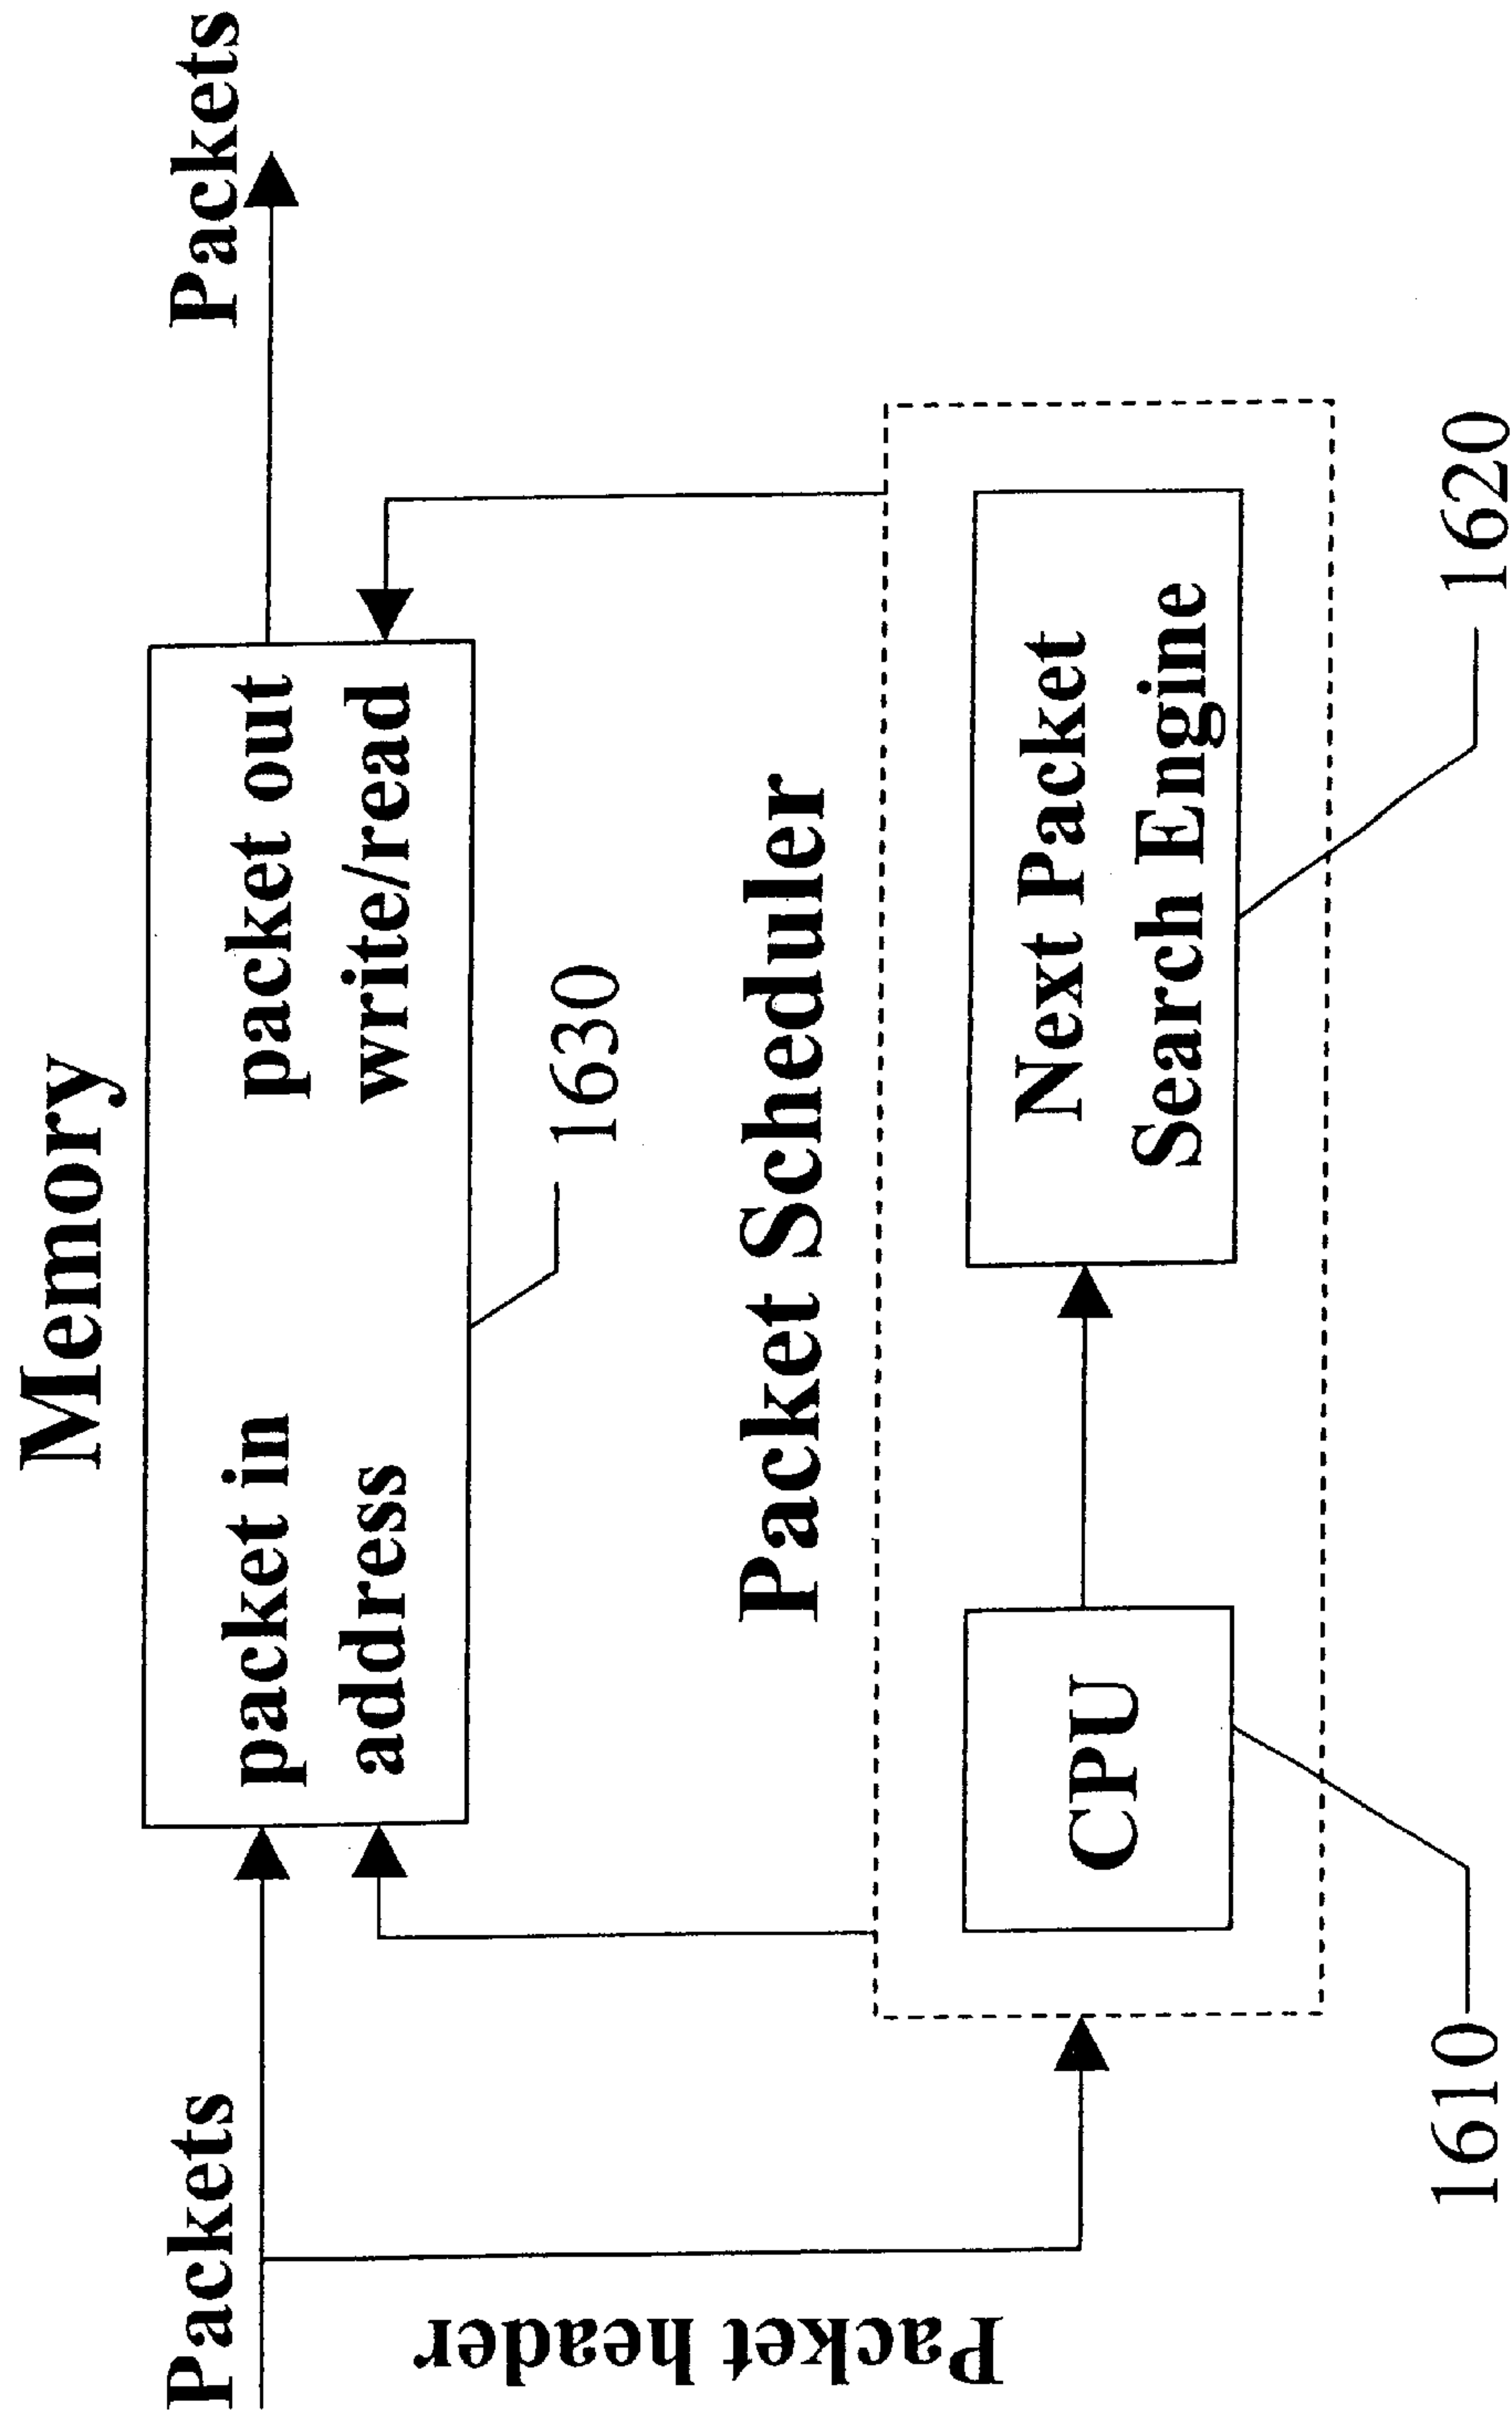 Memory
Packets
packet in
packet out
Packets
address
write/read
1630
Packet header
Packet Scheduler
CPU
Next Packet
Search Engine
1610
1620